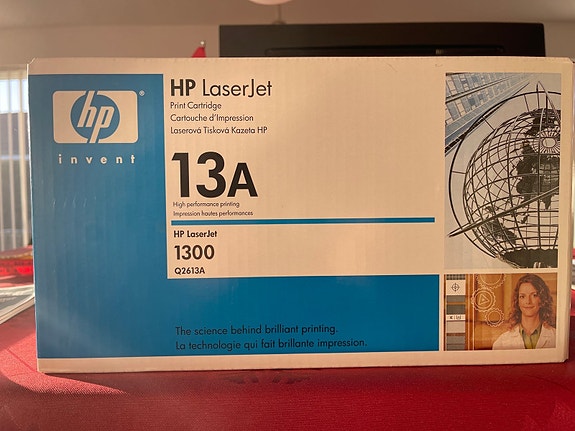 hp
®
invent
HP LaserJet
Print Cartridge
Cartouche d'Impression
Laserová Tisková Kazeta HP
13A
High performance printing
Impression hautes performances
HP LaserJet
1300
Q2613A
The science behind brilliant printing.
La technologie qui fait brillante impression.